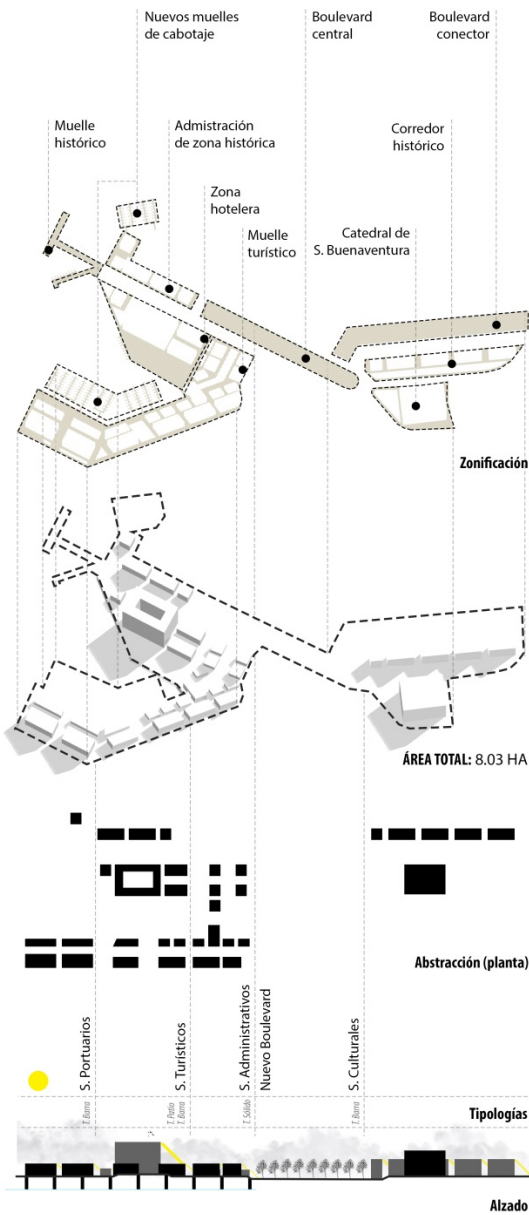 Nuevos muelles
de cabotaje
Boulevard
central
Boulevard
conector
Muelle
histórico
Admistración
de zona histórica
Corredor
histórico
Zona
hotelera
Muelle
turístico
Catedral de
S. Buenaventura
Zonificación
ÁREA TOTAL: 8.03 HA
Abstracción (planta)
S. Portuarios
S. Turísticos
S. Administrativos
Nuevo Boulevard
S. Culturales
T. Barra
T. Patio
T. Barra
T. Sólido
T. Barra
Tipologías
Alzado